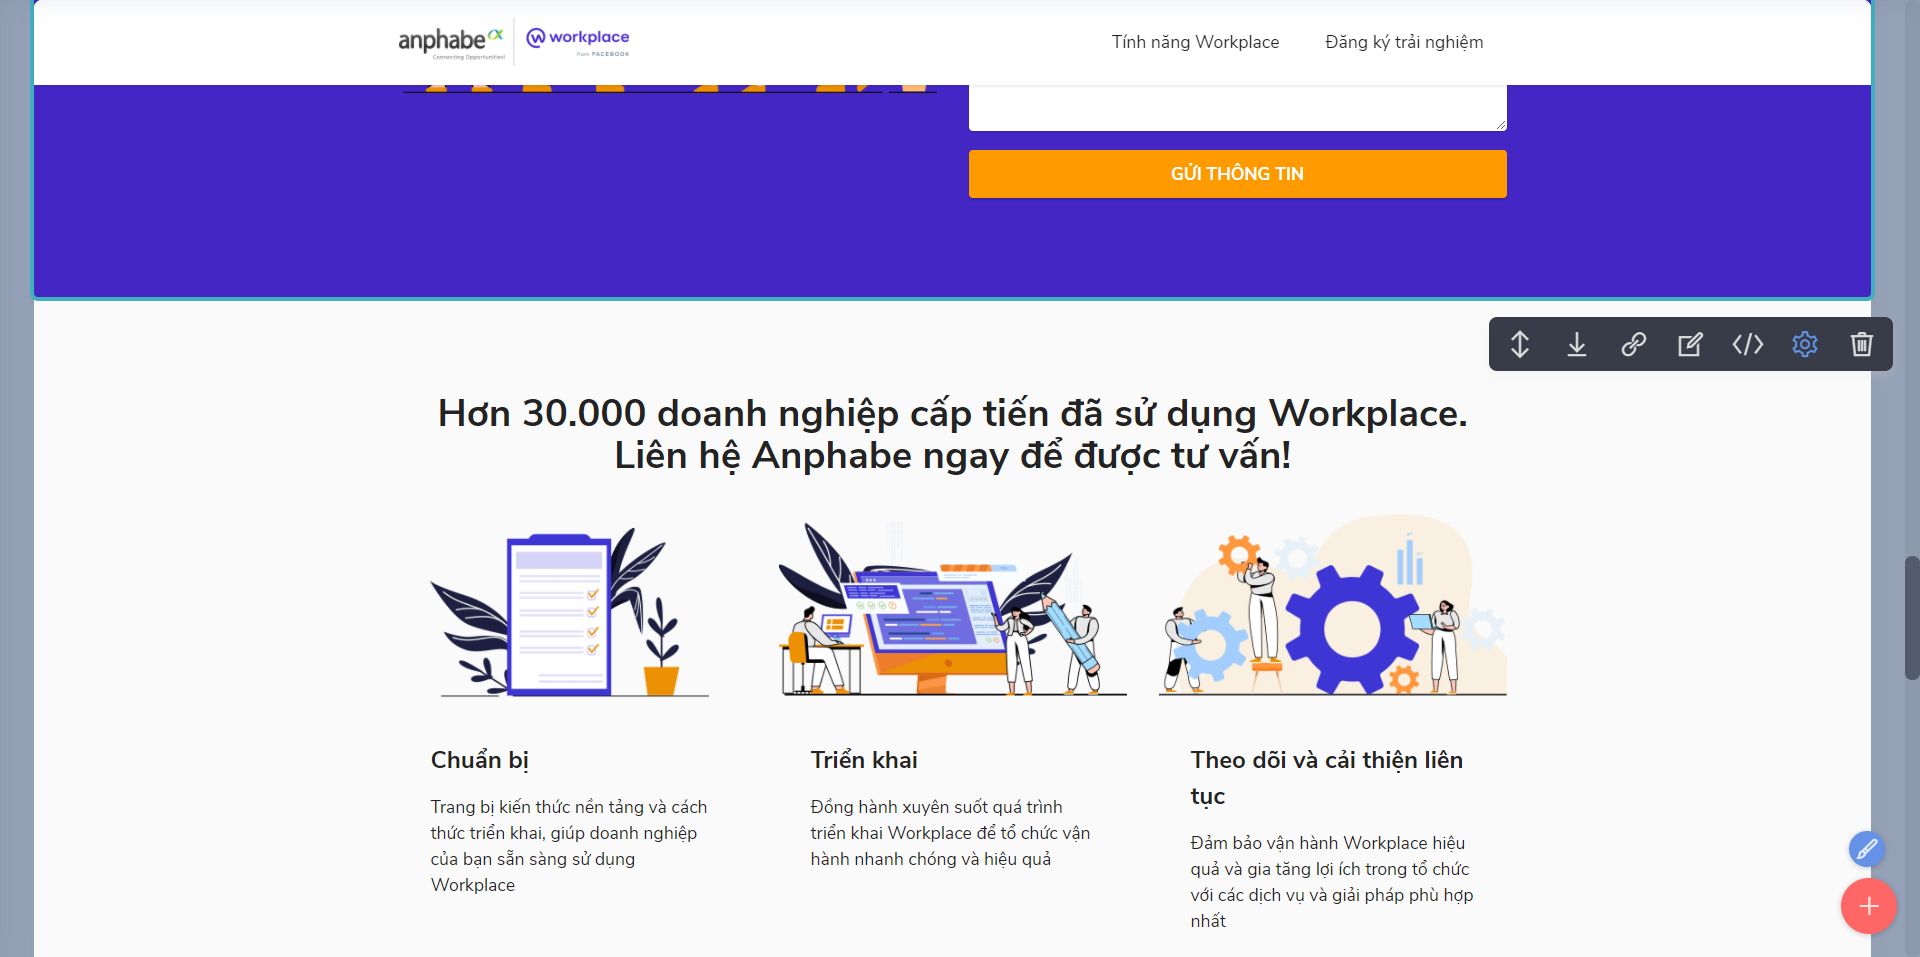 anphabe
Connecting Opportunities!
workplace
from FACEBOOK
Tính năng Workplace
Đăng ký trải nghiệm
GỬI THÔNG TIN
Hơn 30.000 doanh nghiệp cấp tiến đã sử dụng Workplace.
Liên hệ Anphabe ngay để được tư vấn!
Chuẩn bị
Trang bị kiến thức nền tảng và cách
thức triển khai, giúp doanh nghiệp
của bạn sẵn sàng sử dụng
Workplace
Triển khai
Đồng hành xuyên suốt quá trình
triển khai Workplace để tổ chức vận
hành nhanh chóng và hiệu quả
Theo dõi và cải thiện liên
tục
Đảm bảo vận hành Workplace hiệu
quả và gia tăng lợi ích trong tổ chức
với các dịch vụ và giải pháp phù hợp
nhất